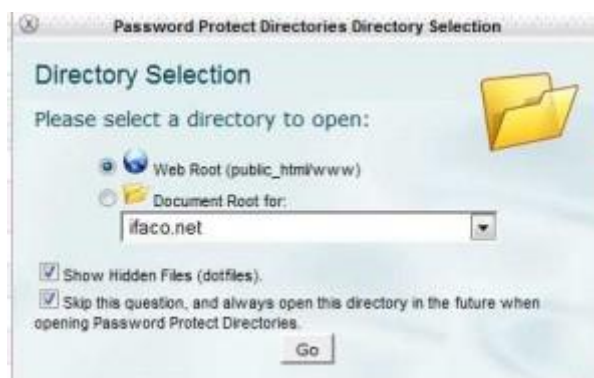 Password Protect Directories Directory Selection
Directory Selection
Please select a directory to open:
Web Root (public_html/www)
Document Root for:
ifaco.net
Show Hidden Files (dotfiles).
Skip this question, and always open this directory in the future when
opening Password Protect Directories.
Go